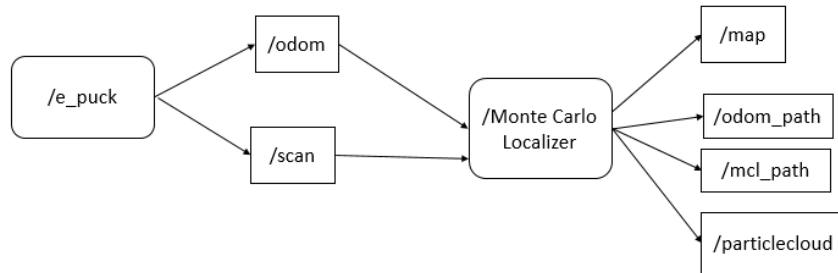 /e_puck
/odom
/scan
/Monte Carlo
Localizer
/map
/odom_path
/mcl_path
/particlecloud